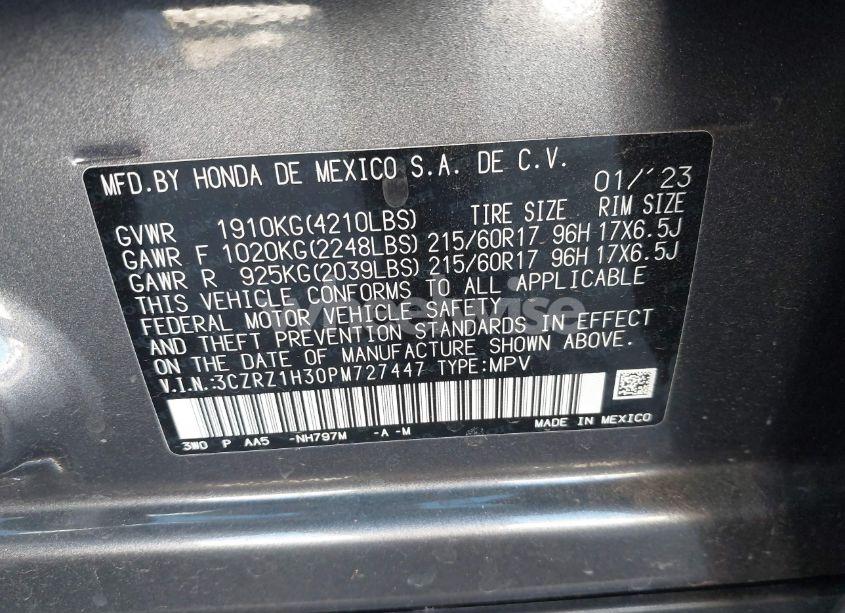 MFD.BY HONDA DE MEXICO S.A. DE C.V. 01/'23
GVWR 1910KG(4210LBS) TIRE SIZE RIM SIZE
GAWR F 1020KG(2248LBS) 215/60R17 96H 17X6.5J
GAWR R 925KG(2039LBS) 215/60R17 96H 17X6.5J
THIS VEHICLE CONFORMS TO ALL APPLICABLE
FEDERAL MOTOR VEHICLE SAFETY
AND THEFT PREVENTION STANDARDS IN EFFECT
ON THE DATE OF MANUFACTURE SHOWN ABOVE.
V.I.N.:3CZRZ1H30PM727447 TYPE:MPV
3W0 P AA5 -NH797M -A -M MADE IN MEXICO